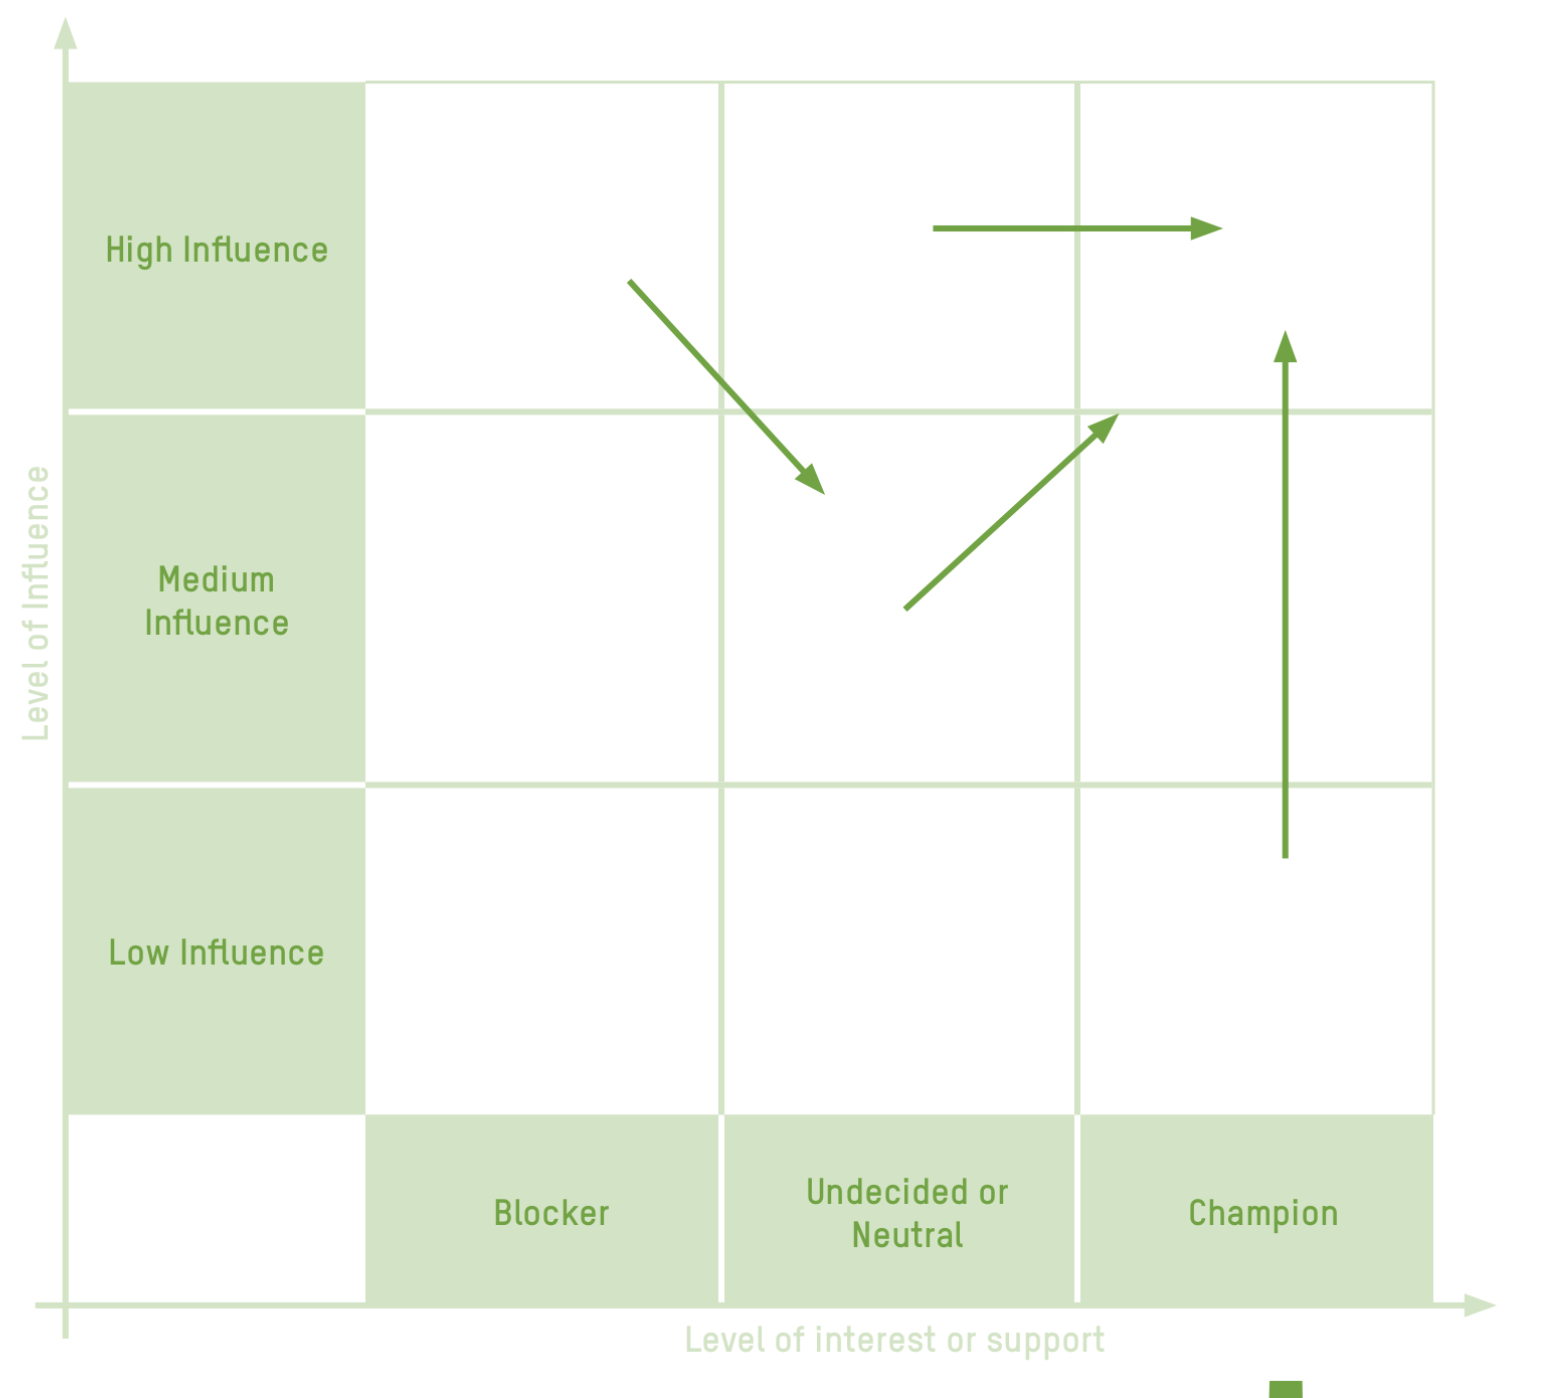 High Influence
Medium
Influence
Level of Influence
Low Influence
Blocker
Undecided or
Neutral
Champion
Level of interest or support